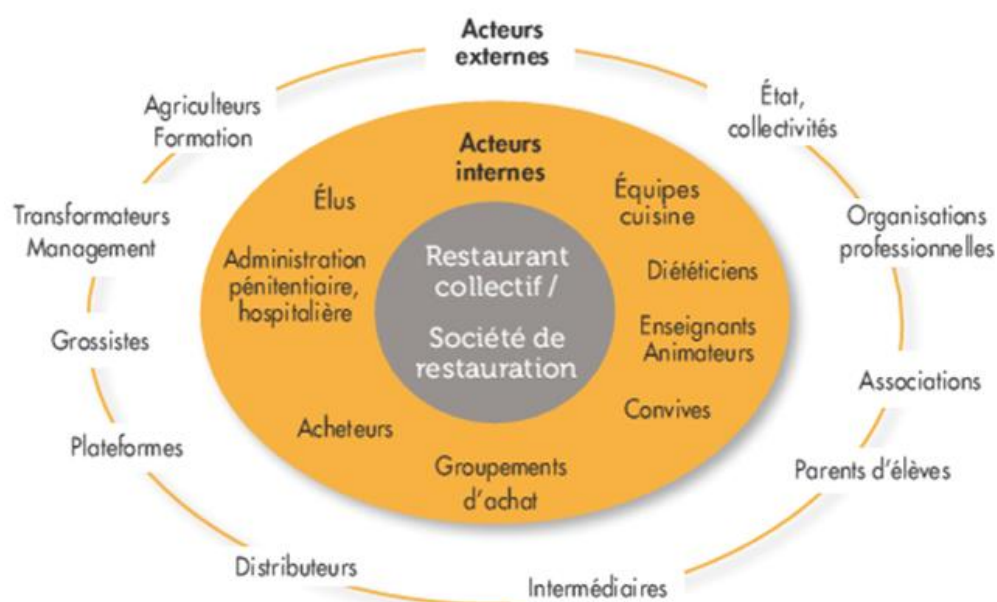 Acteurs
externes
Agriculteurs
Formation
État,
collectivités
Transformateurs
Management
Organisations
professionnelles
Grossistes
Associations
Plateformes
Parents d'élèves
Distributeurs
Intermédiaires
Acteurs
internes
Élus
Équipes
cuisine
Administration
pénitentiaire,
hospitalière
Diététiciens
Enseignants
Animateurs
Acheteurs
Convives
Groupements
d'achat
Restaurant
collectif /
Société de
restauration